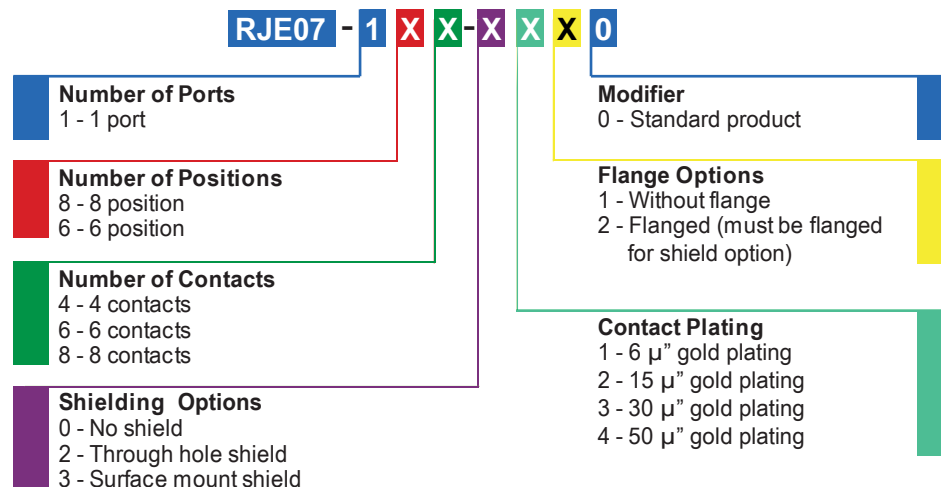 RJE07 - 1 X X - X X X 0
Number of Ports
1 - 1 port
Number of Positions
8 - 8 position
6 - 6 position
Number of Contacts
4 - 4 contacts
6 - 6 contacts
8 - 8 contacts
Shielding Options
0 - No shield
2 - Through hole shield
3 - Surface mount shield
Modifier
0 - Standard product
Flange Options
1 - Without flange
2 - Flanged (must be flanged
for shield option)
Contact Plating
1 - 6 µ” gold plating
2 - 15 µ” gold plating
3 - 30 µ” gold plating
4 - 50 µ” gold plating